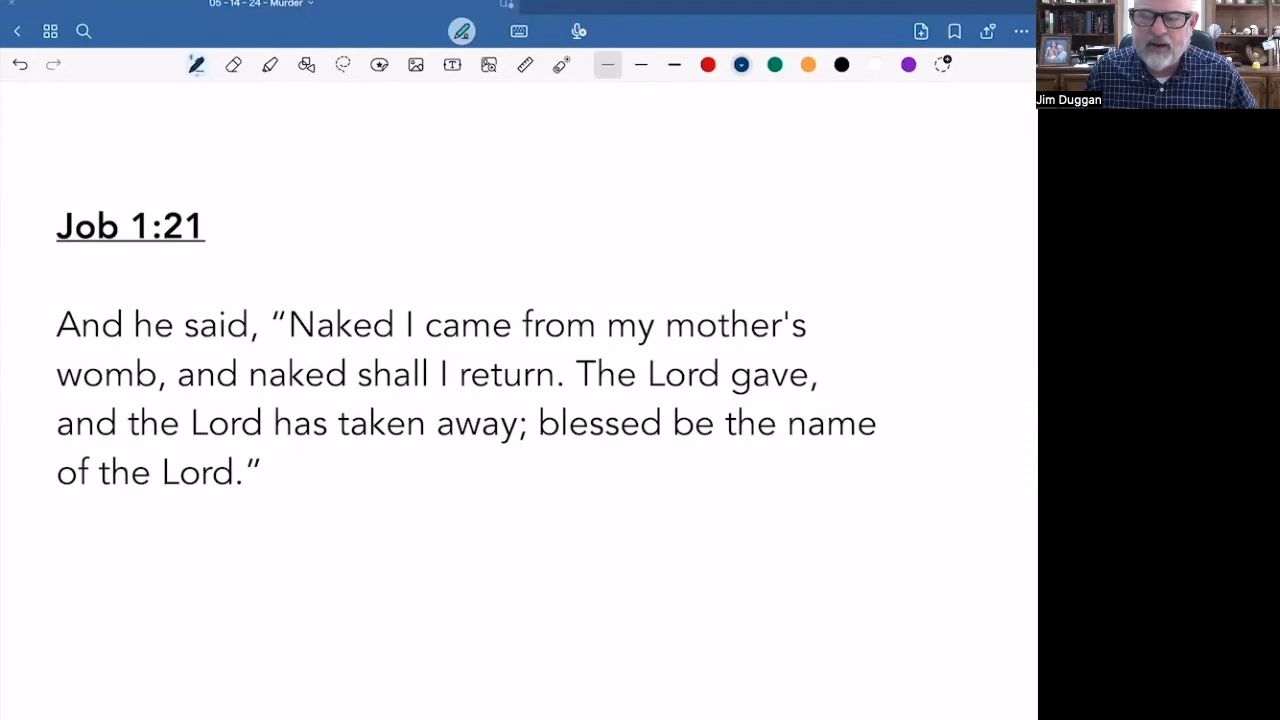 05 - 14 - 24 - Murder
Jim Duggan
Job 1:21
And he said, “Naked I came from my mother's
womb, and naked shall I return. The Lord gave,
and the Lord has taken away; blessed be the name
of the Lord.”